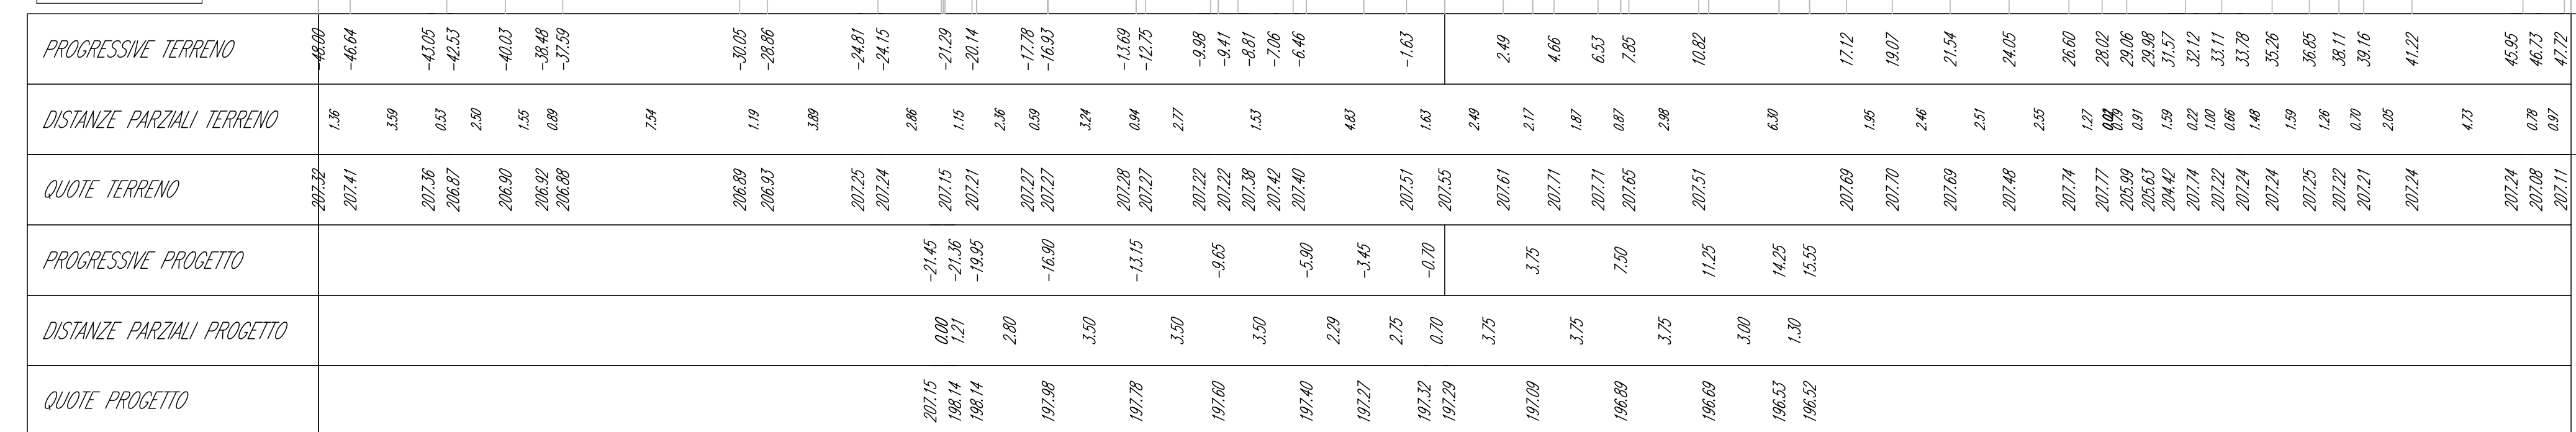 PROGRESSIVE TERRENO -48.00 -46.64 -43.05 -42.53 -40.03 -38.48 -37.59 -30.05 -28.86 -24.81 -24.15 -21.29 -20.14 -17.78 -16.93 -13.69 -12.75 -9.98 -9.41 -8.81 -7.06 -6.46 -1.63 2.49 4.66 6.53 7.85 10.82 17.12 19.07 21.54 24.05 26.60 28.02 29.06 29.98 31.57 32.12 33.11 33.78 35.26 36.85 38.11 39.16 41.22 45.95 46.73 47.72
DISTANZE PARZIALI TERRENO 1.36 3.59 0.53 2.50 1.55 0.89 7.54 1.19 3.89 2.86 1.15 2.36 0.59 3.24 0.94 2.77 1.53 4.83 1.63 2.49 2.17 1.87 0.87 2.98 6.30 1.95 2.46 2.51 2.55 1.27 0.79 0.91 1.59 0.22 1.00 0.66 1.48 1.59 1.26 0.70 2.05 4.73 0.78 0.97
QUOTE TERRENO 207.32 207.41 207.36 206.87 206.90 206.92 206.88 206.89 206.93 207.25 207.24 207.15 207.21 207.27 207.27 207.28 207.27 207.22 207.22 207.38 207.42 207.40 207.51 207.55 207.61 207.71 207.71 207.65 207.51 207.69 207.70 207.69 207.48 207.74 207.77 205.99 205.63 204.42 207.74 207.22 207.24 207.24 207.25 207.22 207.21 207.24 207.24 207.08 207.11
PROGRESSIVE PROGETTO -21.45 -21.36 -19.95 -16.90 -13.15 -9.65 -5.90 -3.45 -0.70 3.75 7.50 11.25 14.25 15.55
DISTANZE PARZIALI PROGETTO 0.00 1.21 2.80 3.50 3.50 3.50 2.29 2.75 0.70 3.75 3.75 3.75 3.00 1.30
QUOTE PROGETTO 207.15 198.14 198.14 197.98 197.78 197.60 197.40 197.27 197.32 197.29 197.09 196.89 196.69 196.53 196.52